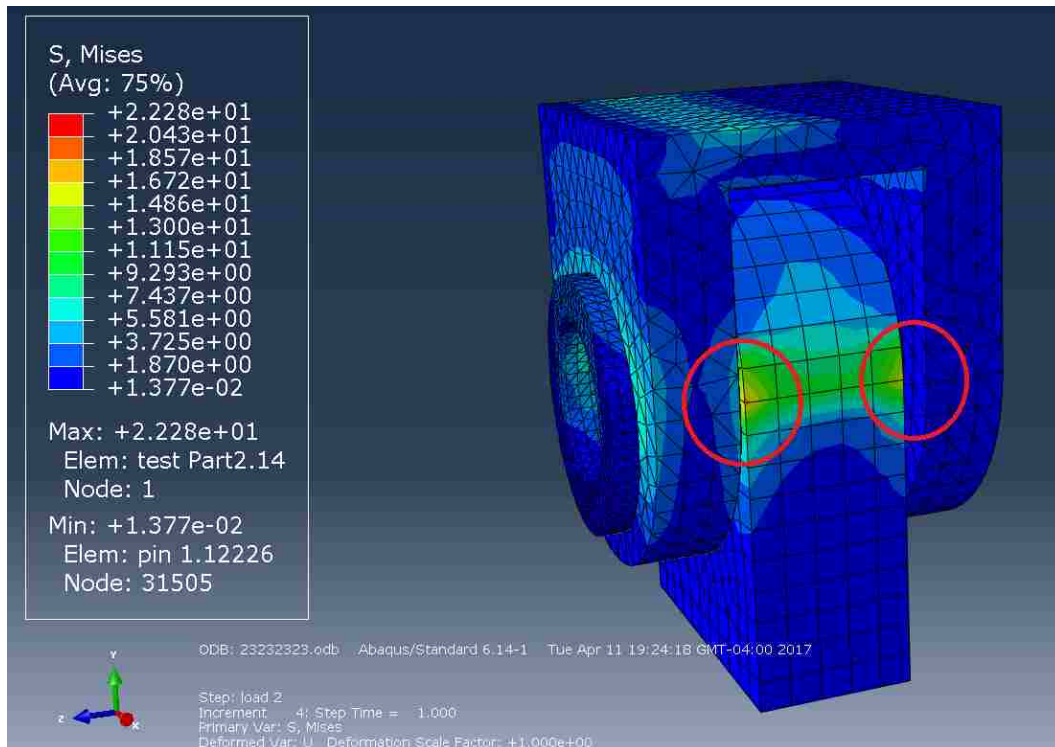 S, Mises
(Avg: 75%)
+2.228e+01
+2.043e+01
+1.857e+01
+1.672e+01
+1.486e+01
+1.300e+01
+1.115e+01
+9.293e+00
+7.437e+00
+5.581e+00
+3.725e+00
+1.870e+00
+1.377e-02
Max: +2.228e+01
Elem: test Part2.14
Node: 1
Min: +1.377e-02
Elem: pin 1.12226
Node: 31505
Y
Z
X
ODB: 23232323.odb Abaqus/Standard 6.14-1 Tue Apr 11 19:24:18 GMT-04:00 2017
Step: load 2
Increment 4: Step Time = 1.000
Primary Var: S, Mises
Deformed Var: U Deformation Scale Factor: +1.000e+00